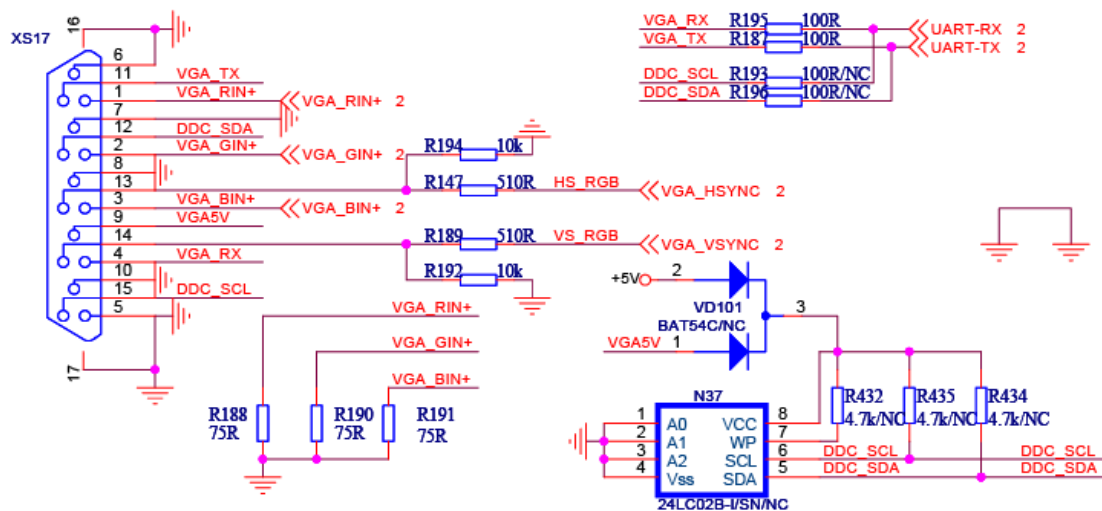 16
XS17
6
11 VGA_TX
1 VGA_RIN+ VGA_RIN+ 2
7
12 DDC_SDA
2 VGA_GIN+ VGA_GIN+ 2
8
13
3 VGA_BIN+ VGA_BIN+ 2
9 VGA5V
14
4 VGA_RX
10
15 DDC_SCL
5
17
VGA_RX R195 100R UART-RX 2
VGA_TX R187 100R UART-TX 2
DDC_SCL R193 100R/NC
DDC_SDA R196 100R/NC
R194 10k
R147 510R HS_RGB VGA_HSYNC 2
R189 510R VS_RGB VGA_VSYNC 2
R192 10k
VGA_RIN+
VGA_GIN+
VGA_BIN+
R188 R190 R191
75R 75R 75R
+5V 2
VD101 3
BAT54C/NC
VGA5V 1
N37
1 A0 VCC 8
2 A1 WP 7
3 A2 SCL 6 DDC_SCL DDC_SCL
4 Vss SDA 5 DDC_SDA DDC_SDA
24LC02B-I/SN/NC
R432 R435 R434
4.7k/NC 4.7k/NC 4.7k/NC